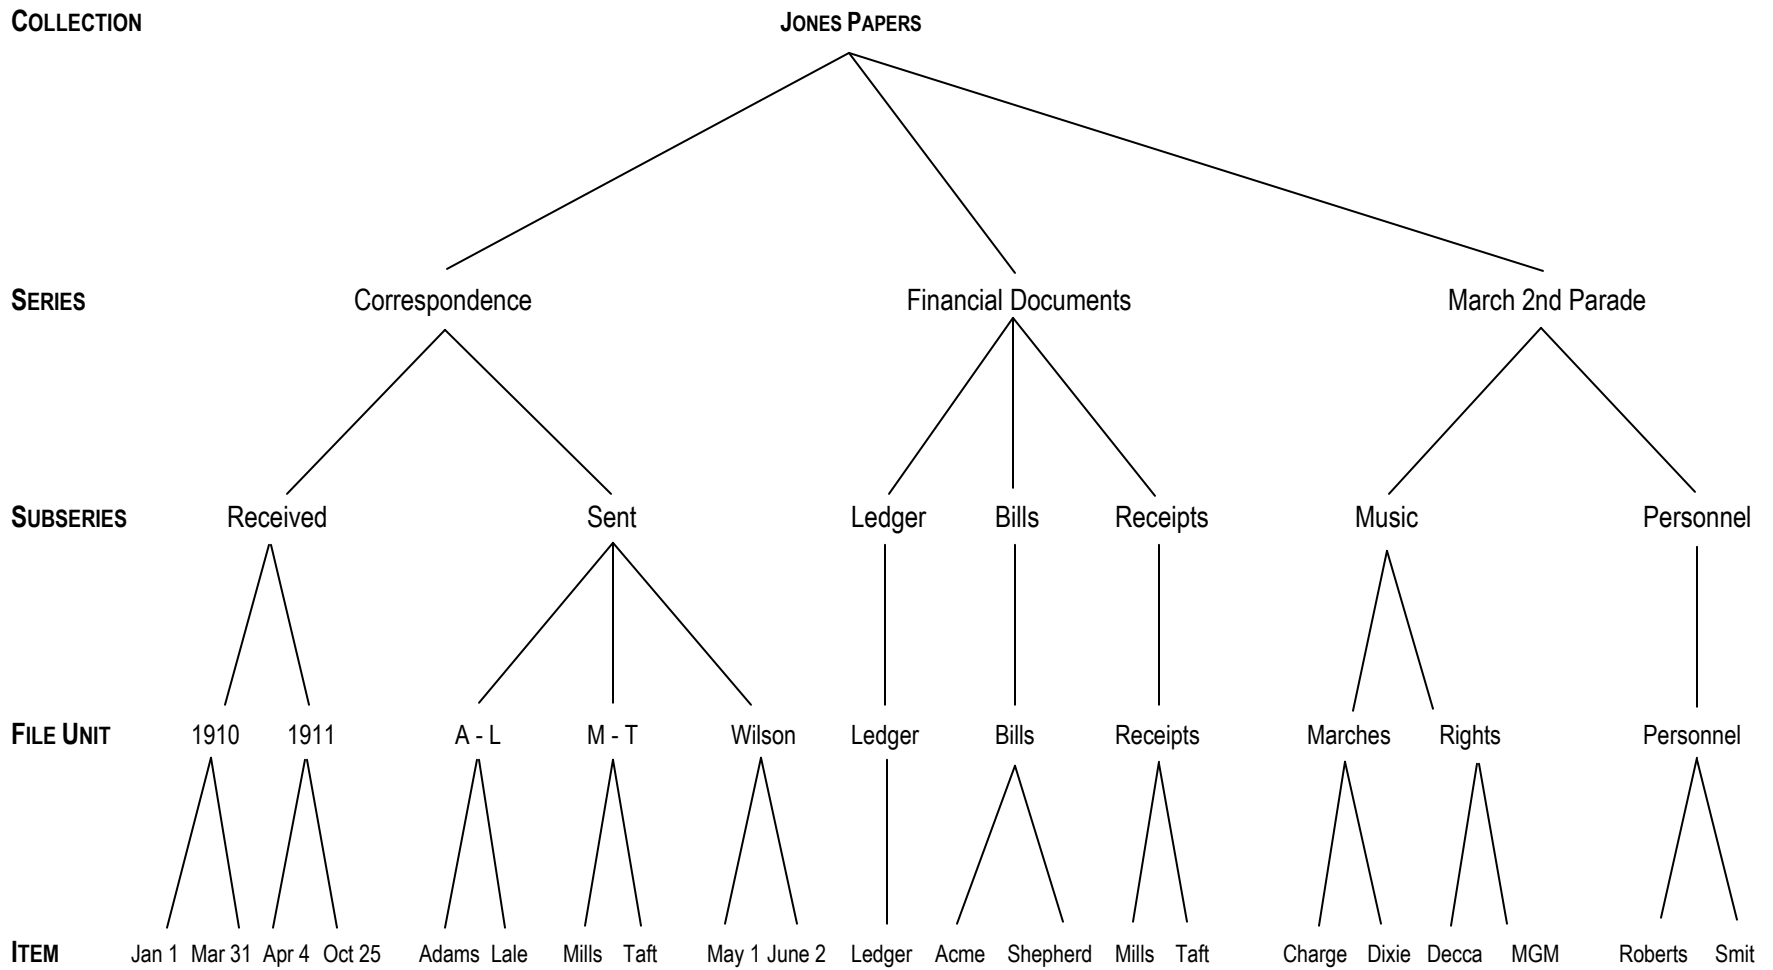 COLLECTION JONES PAPERS
SERIES Correspondence Financial Documents March 2nd Parade
SUBSERIES Received Sent Ledger Bills Receipts Music Personnel
FILE UNIT 1910 1911 A - L M - T Wilson Ledger Bills Receipts Marches Rights Personnel
ITEM Jan 1 Mar 31 Apr 4 Oct 25 Adams Lale Mills Taft May 1 June 2 Ledger Acme Shepherd Mills Taft Charge Dixie Decca MGM Roberts Smit